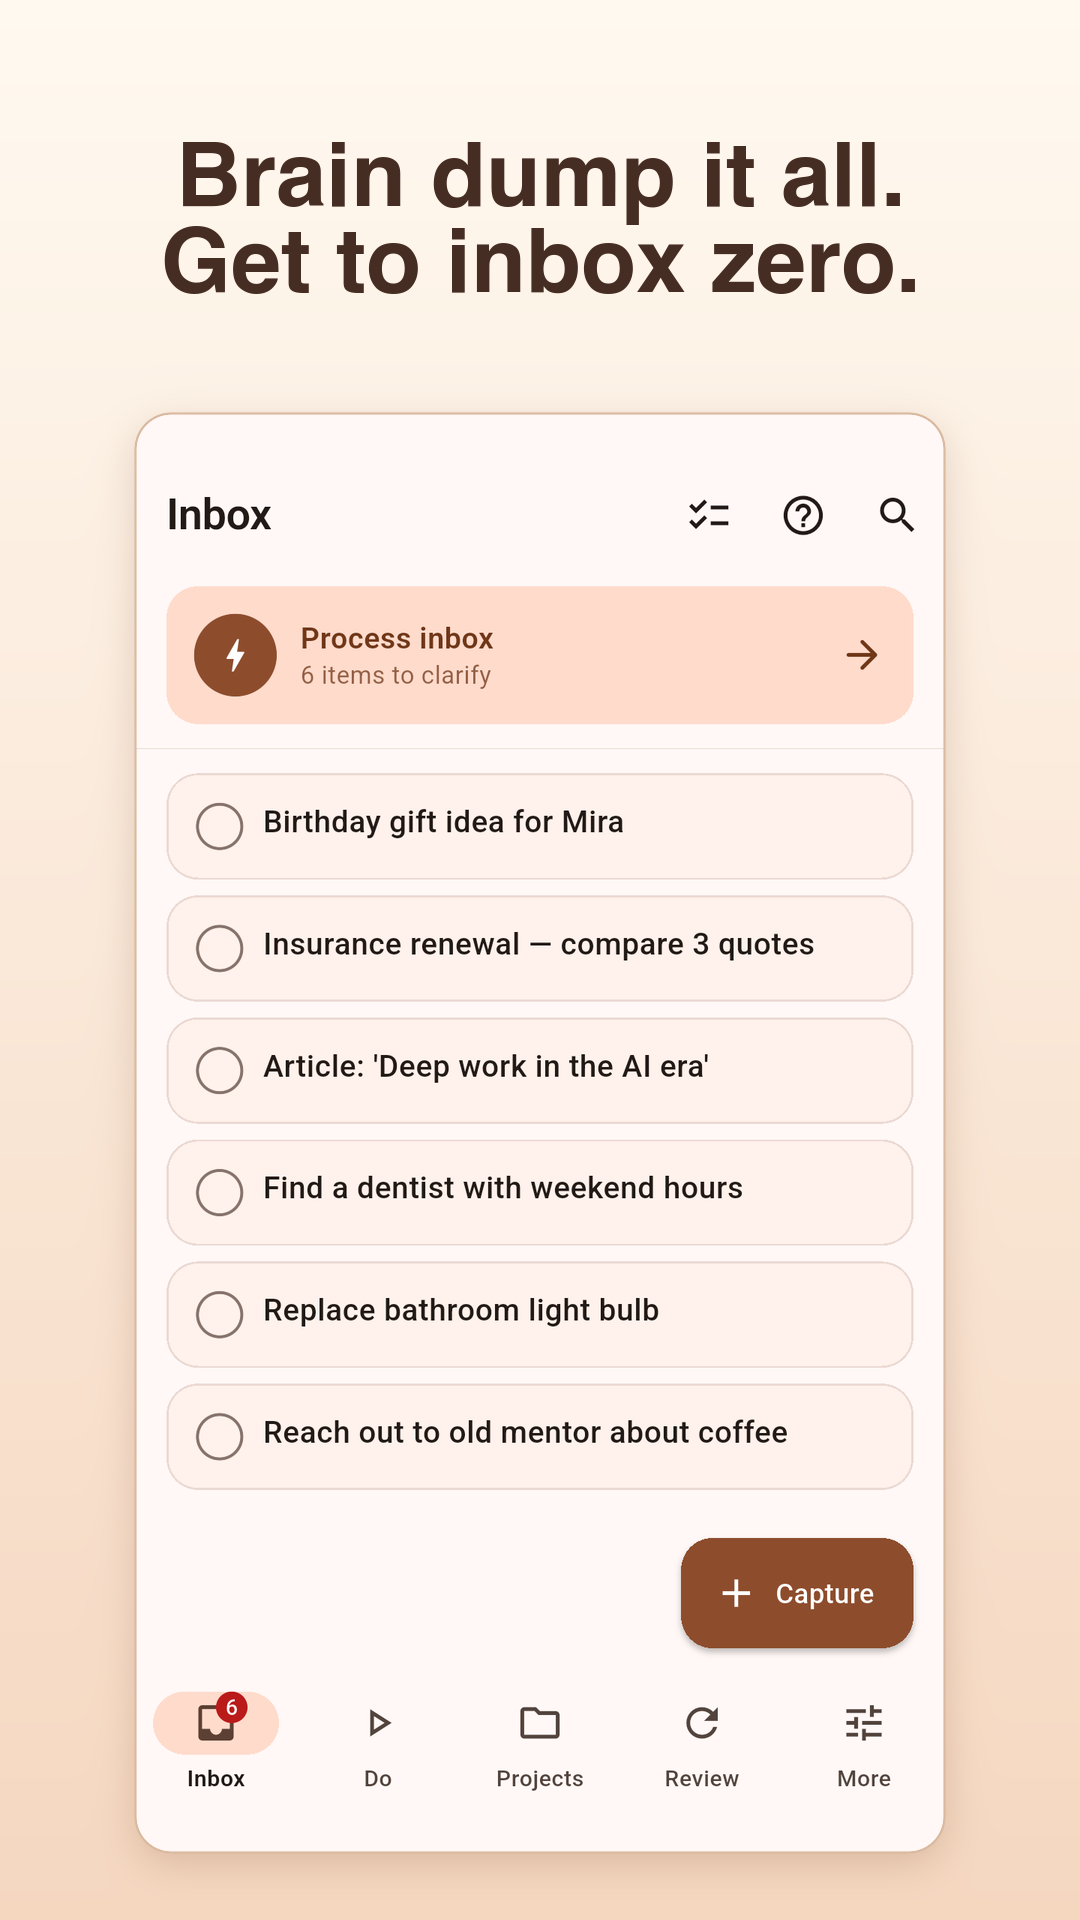 Brain dump it all.
Get to inbox zero.
Inbox
Process inbox
6 items to clarify
Birthday gift idea for Mira
Insurance renewal — compare 3 quotes
Article: 'Deep work in the AI era'
Find a dentist with weekend hours
Replace bathroom light bulb
Reach out to old mentor about coffee
Capture
6
Inbox
Do
Projects
Review
More